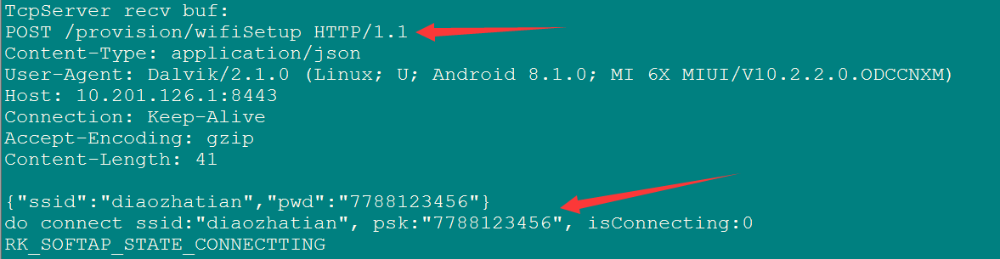 TcpServer recv buf:
POST /provision/wifiSetup HTTP/1.1
Content-Type: application/json
User-Agent: Dalvik/2.1.0 (Linux; U; Android 8.1.0; MI 6X MIUI/V10.2.2.0.ODCCNXM)
Host: 10.201.126.1:8443
Connection: Keep-Alive
Accept-Encoding: gzip
Content-Length: 41
{"ssid":"diaozhatian","pwd":"7788123456"}
do connect ssid:"diaozhatian", psk:"7788123456", isConnecting:0
RK_SOFTAP_STATE_CONNECTTING